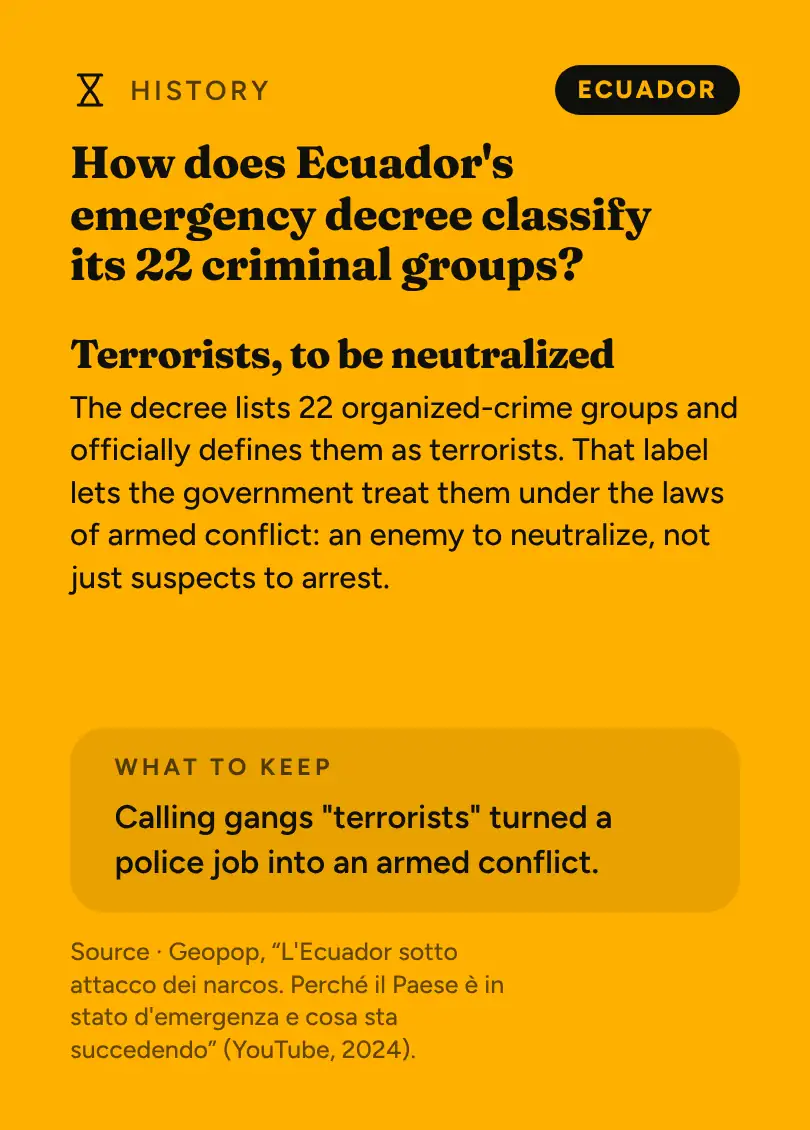 HISTORY
ECUADOR
How does Ecuador's
emergency decree classify
its 22 criminal groups?
Terrorists, to be neutralized
The decree lists 22 organized-crime groups and
officially defines them as terrorists. That label
lets the government treat them under the laws
of armed conflict: an enemy to neutralize, not
just suspects to arrest.
WHAT TO KEEP
Calling gangs "terrorists" turned a
police job into an armed conflict.
Source · Geopop, “L'Ecuador sotto
attacco dei narcos. Perché il Paese è in
stato d'emergenza e cosa sta
succedendo” (YouTube, 2024).